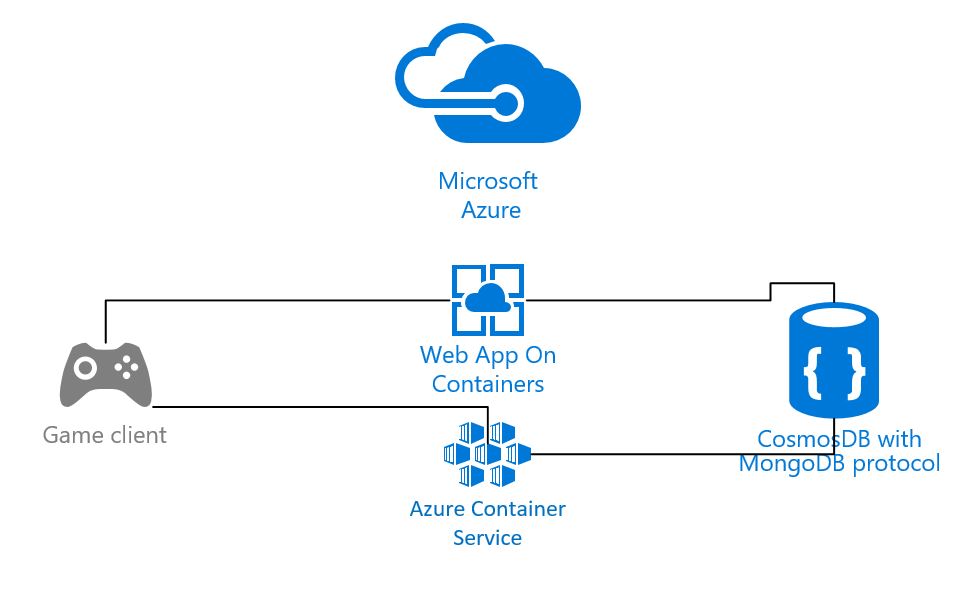 Microsoft
Azure
Web App On
Containers
Game client
{ }
CosmosDB with
MongoDB protocol
Azure Container
Service